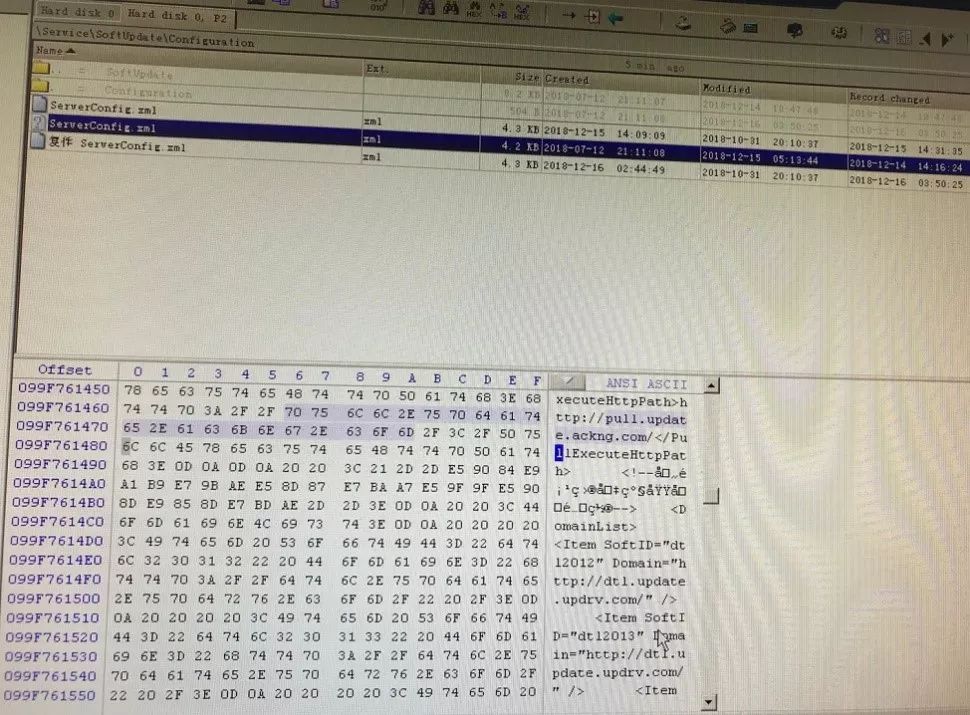 Hard disk 0 Hard disk 0, P2
\Service\SoftUpdate\Configuration
5 min ago
Name Ext. Size Created Modified Record changed
.. = SoftUpdate 8.2 KB 2018-07-12 21:11:07 2018-12-14
. = Configuration 504 B 2018-07-12 21:11:08
ServerConfig.xml xml 4.3 KB 2018-12-15 14:09:09 2018-10-31 20:10:37 2018-12-15 14:31:35
ServerConfig.xml xml 4.2 KB 2018-07-12 21:11:08 2018-12-15 05:13:44 2018-12-14 14:16:24
复件 ServerConfig.xml xml 4.3 KB 2018-12-16 02:44:49 2018-10-31 20:10:37 2018-12-16 03:50:25
Offset 0 1 2 3 4 5 6 7 8 9 A B C D E F ANSI ASCII
099F761450 78 65 63 75 74 65 48 74 74 70 50 61 74 68 3E 68 xecuteHttpPath>h
099F761460 74 74 70 3A 2F 2F 70 75 6C 6C 2E 75 70 64 61 74 ttp://pull.updat
099F761470 65 2E 61 63 6B 6E 67 2E 63 6F 6D 2F 3C 2F 50 75 e.ackng.com/</Pu
099F761480 6C 6C 45 78 65 63 75 74 65 48 74 74 70 50 61 74 llExecuteHttpPat
099F761490 68 3E 0D 0A 0D 0A 20 20 3C 21 2D 2D E5 90 84 E9 h> <!--å□„é
099F7614A0 A1 B9 E7 9B AE E5 8D 87 E7 BA A7 E5 9F 9F E5 90 ¡¹ç›®å□‡çº§åŸŸå□
099F7614B0 8D E9 85 8D E7 BD AE 2D 2D 3E 0D 0A 20 20 3C 44 □é…□ç½®--> <D
099F7614C0 6F 6D 61 69 6E 4C 69 73 74 3E 0D 0A 20 20 20 20 omainList>
099F7614D0 3C 49 74 65 6D 20 53 6F 66 74 49 44 3D 22 64 74 <Item SoftID="dt
099F7614E0 6C 32 30 31 32 22 20 44 6F 6D 61 69 6E 3D 22 68 l2012" Domain="h
099F7614F0 74 74 70 3A 2F 2F 64 74 6C 2E 75 70 64 61 74 65 ttp://dtl.update
099F761500 2E 75 70 64 72 76 2E 63 6F 6D 2F 22 20 2F 3E 0D .updrv.com/" />
099F761510 0A 20 20 20 20 3C 49 74 65 6D 20 53 6F 66 74 49 <Item SoftI
099F761520 44 3D 22 64 74 6C 32 30 31 33 22 20 44 6F 6D 61 D="dtl2013" Doma
099F761530 69 6E 3D 22 68 74 74 70 3A 2F 2F 64 74 6C 2E 75 in="http://dtl.u
099F761540 70 64 61 74 65 2E 75 70 64 72 76 2E 63 6F 6D 2F pdate.updrv.com/
099F761550 22 20 2F 3E 0D 0A 20 20 20 20 3C 49 74 65 6D 20 " /> <Item